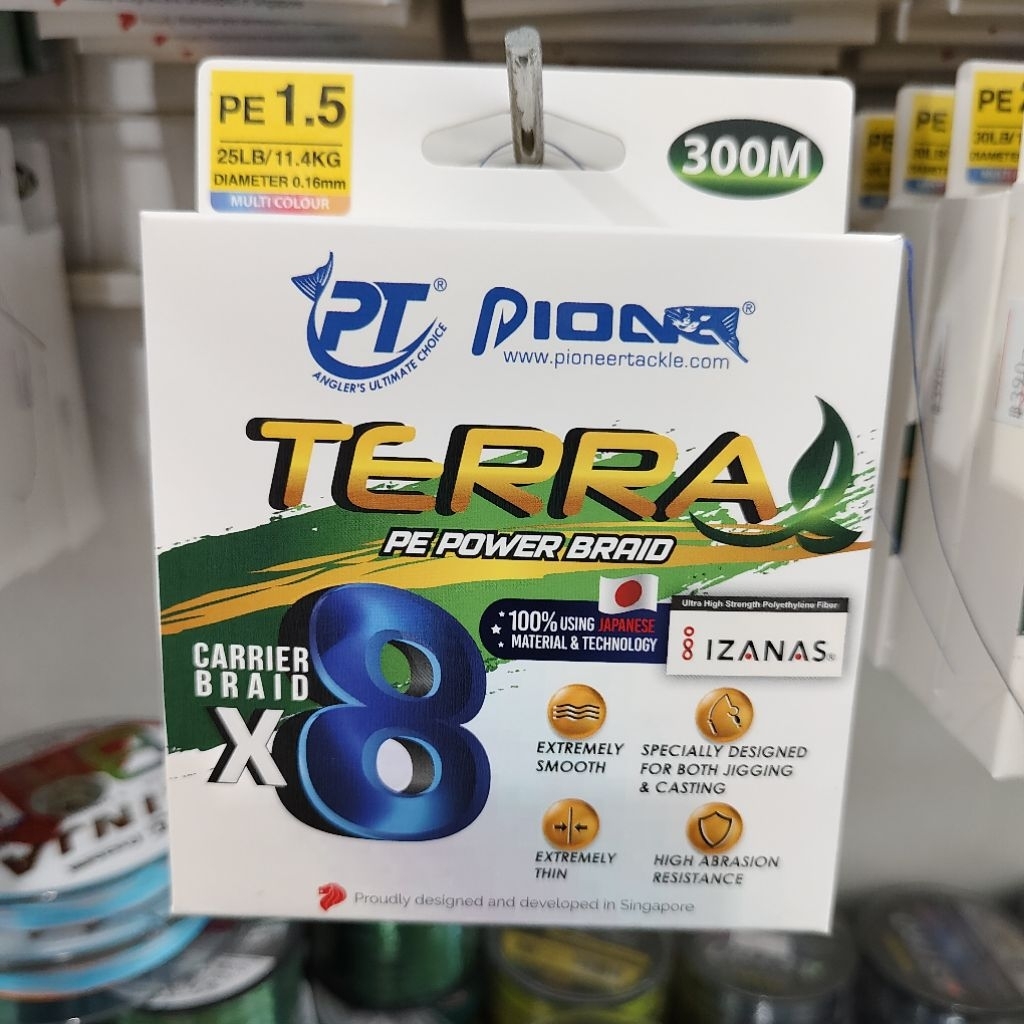 PE 1.5
25LB/11.4KG
DIAMETER 0.16mm
MULTI COLOUR
300M
PT®
ANGLER'S ULTIMATE CHOICE
PIONEER®
www.pioneertackle.com
TERRA
PE POWER BRAID
100% USING JAPANESE
MATERIAL & TECHNOLOGY
Ultra High Strength Polyethylene Fiber
IZANAS®
CARRIER
BRAID
X8
EXTREMELY
SMOOTH
SPECIALLY DESIGNED
FOR BOTH JIGGING
& CASTING
EXTREMELY
THIN
HIGH ABRASION
RESISTANCE
Proudly designed and developed in Singapore
PE
PE
PE